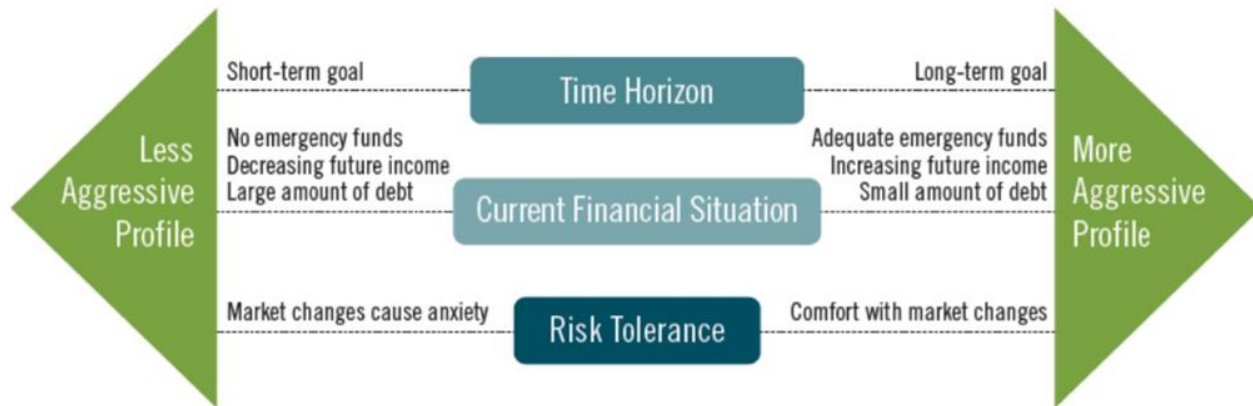 Less
Aggressive
Profile
Short-term goal
Time Horizon
Long-term goal
No emergency funds
Decreasing future income
Large amount of debt
Current Financial Situation
Adequate emergency funds
Increasing future income
Small amount of debt
Market changes cause anxiety
Risk Tolerance
Comfort with market changes
More
Aggressive
Profile